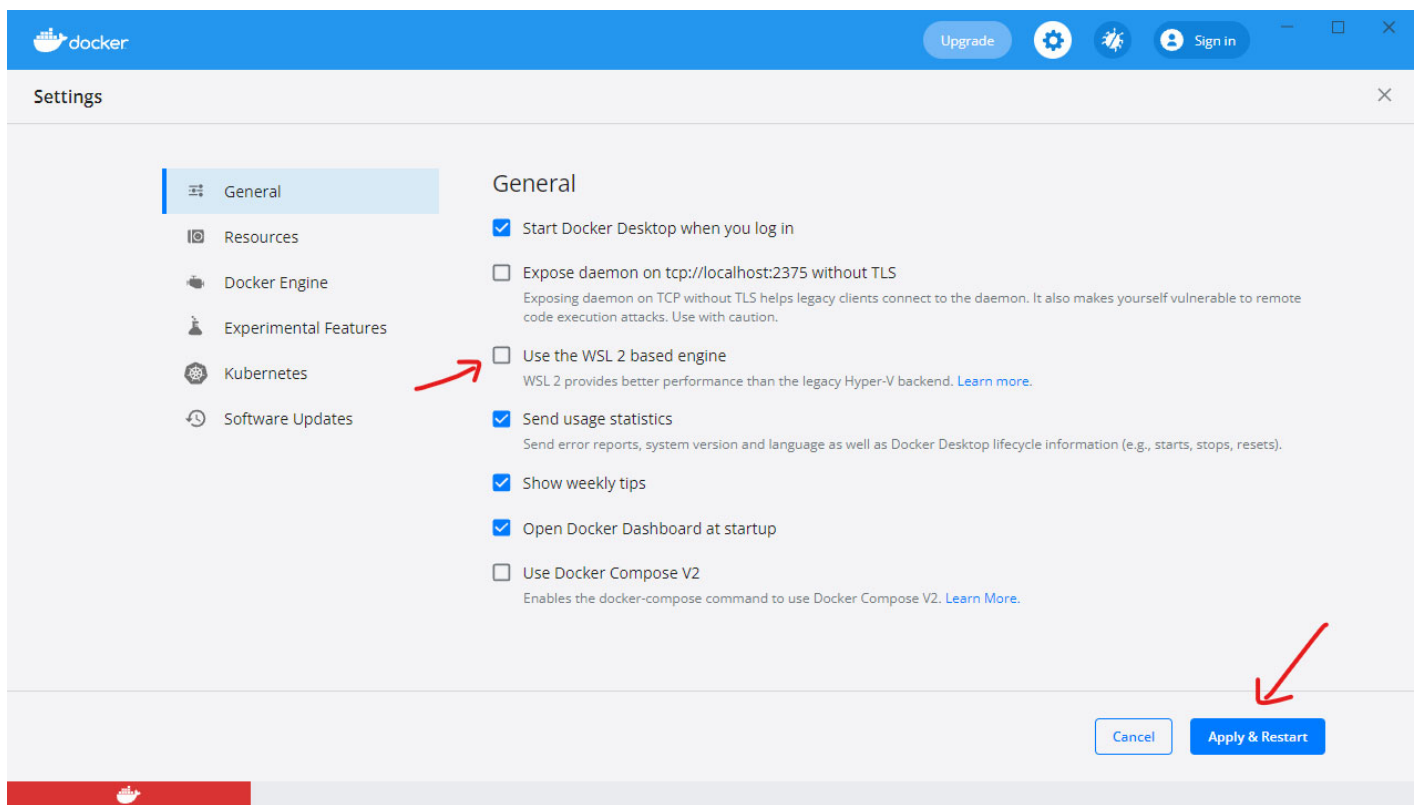 docker
Upgrade
Sign in
Settings
General
Resources
Docker Engine
Experimental Features
Kubernetes
Software Updates
General
Start Docker Desktop when you log in
Expose daemon on tcp://localhost:2375 without TLS
Exposing daemon on TCP without TLS helps legacy clients connect to the daemon. It also makes yourself vulnerable to remote
code execution attacks. Use with caution.
Use the WSL 2 based engine
WSL 2 provides better performance than the legacy Hyper-V backend. Learn more.
Send usage statistics
Send error reports, system version and language as well as Docker Desktop lifecycle information (e.g., starts, stops, resets).
Show weekly tips
Open Docker Dashboard at startup
Use Docker Compose V2
Enables the docker-compose command to use Docker Compose V2. Learn More.
Cancel
Apply & Restart